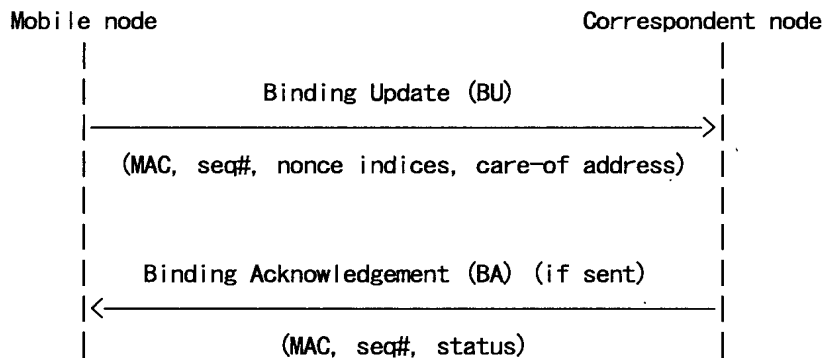 Mobile node Correspondent node
Binding Update (BU)
(MAC, seq#, nonce indices, care-of address)
Binding Acknowledgement (BA) (if sent)
(MAC, seq#, status)